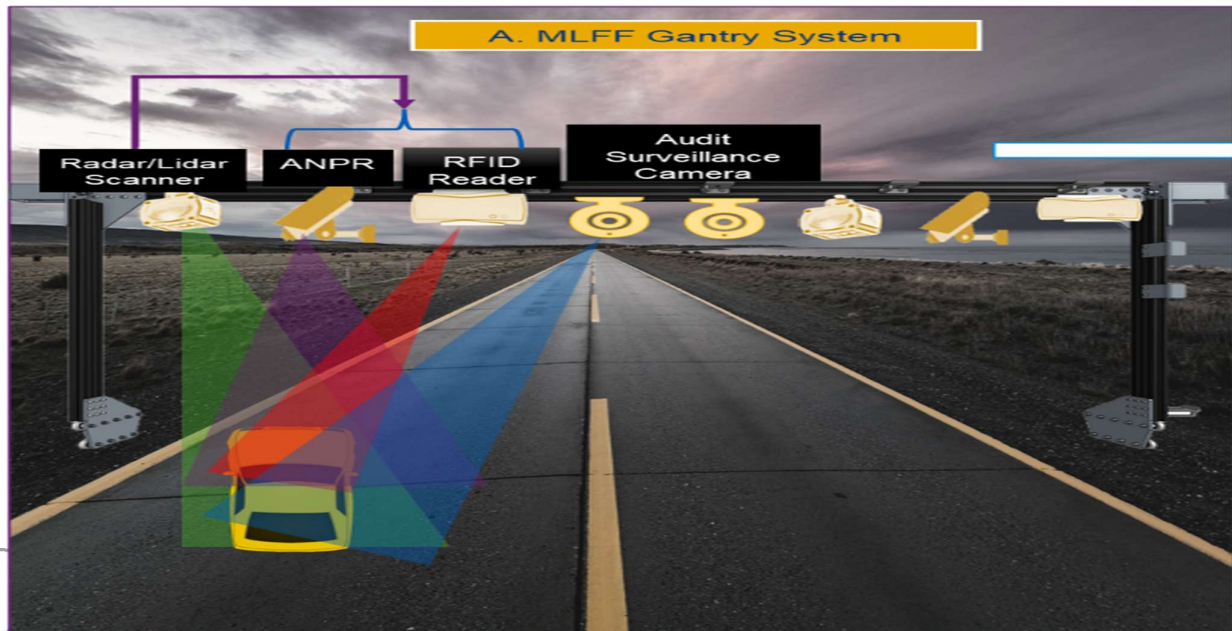 A. MLFF Gantry System
Radar/Lidar
Scanner
ANPR
RFID
Reader
Audit
Surveillance
Camera